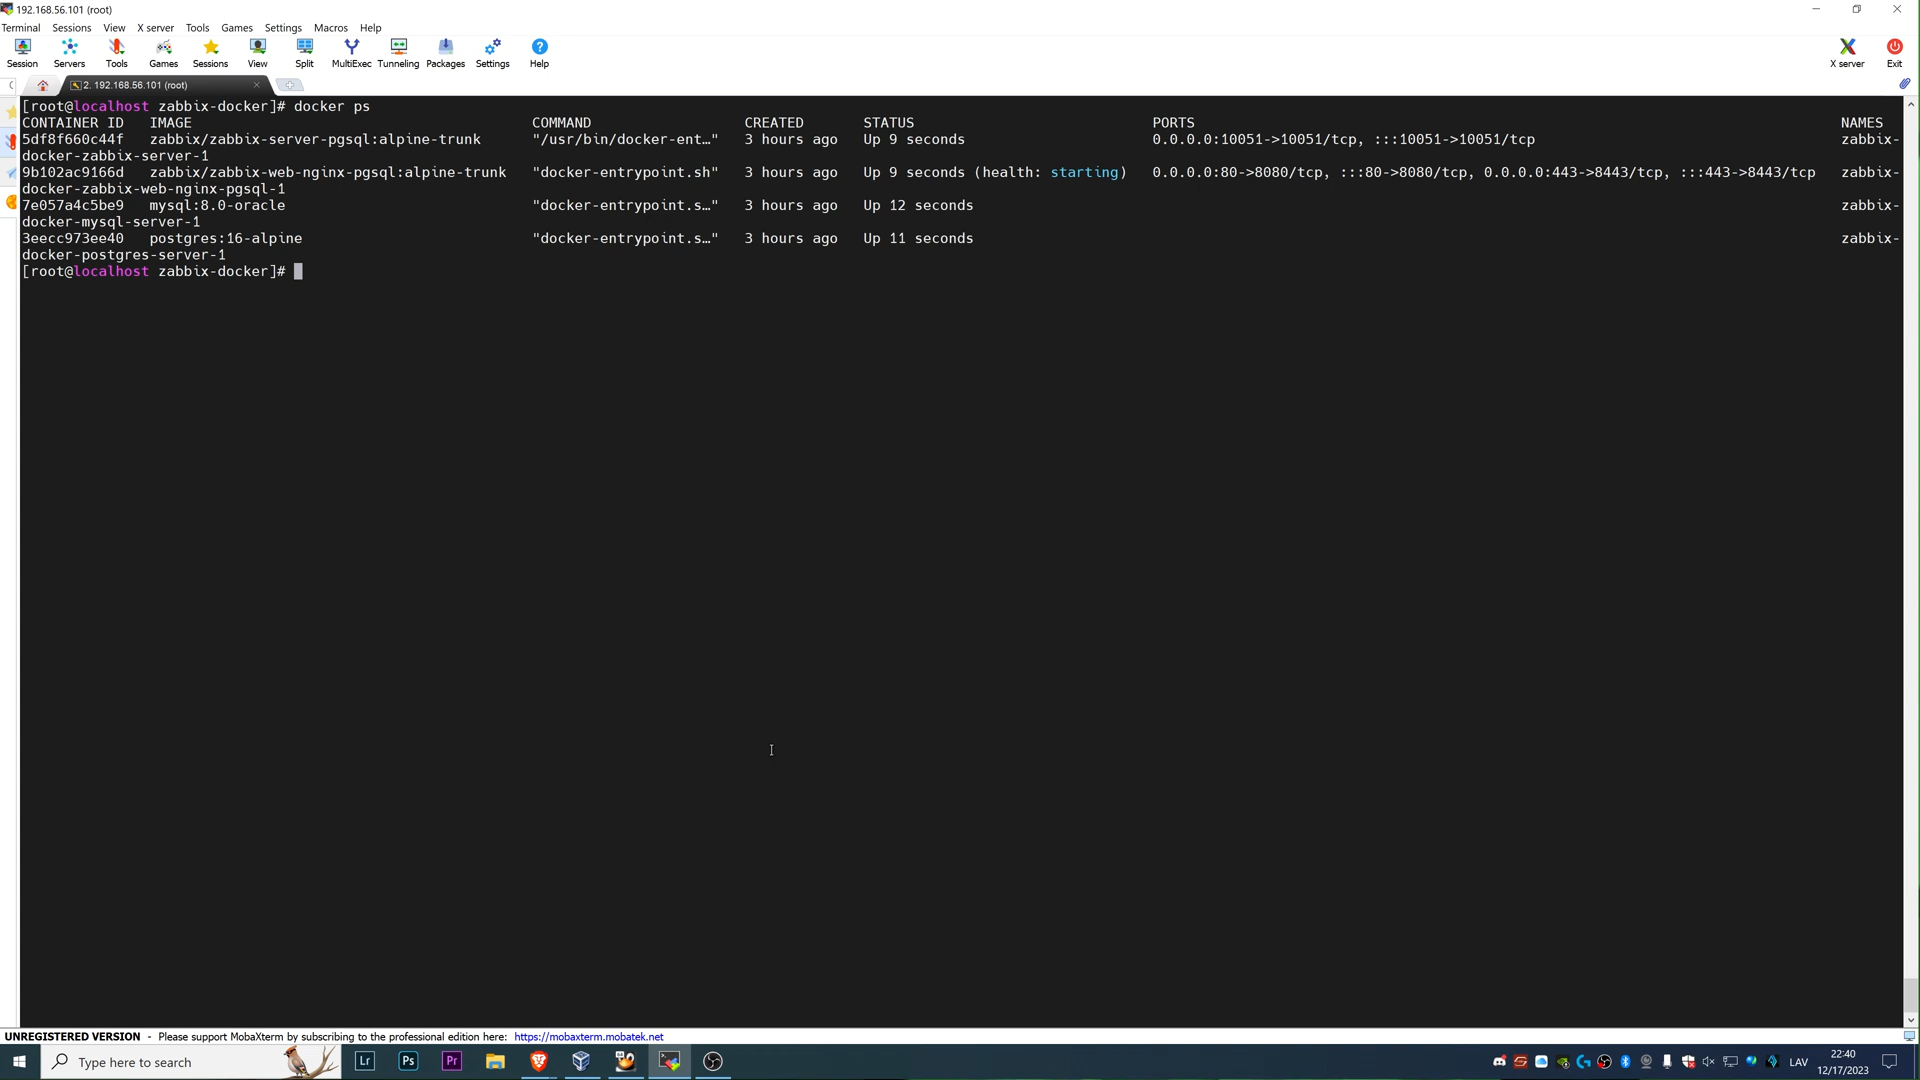 192.168.56.101 (root)
Terminal Sessions View X server Tools Games Settings Macros Help
Session Servers Tools Games Sessions View Split MultiExec Tunneling Packages Settings Help X server Exit
2. 192.168.56.101 (root)
[root@localhost zabbix-docker]# docker ps
CONTAINER ID IMAGE COMMAND CREATED STATUS PORTS NAMES
5df8f660c44f zabbix/zabbix-server-pgsql:alpine-trunk "/usr/bin/docker-ent…" 3 hours ago Up 9 seconds 0.0.0.0:10051->10051/tcp, :::10051->10051/tcp zabbix-
docker-zabbix-server-1
9b102ac9166d zabbix/zabbix-web-nginx-pgsql:alpine-trunk "docker-entrypoint.sh" 3 hours ago Up 9 seconds (health: starting) 0.0.0.0:80->8080/tcp, :::80->8080/tcp, 0.0.0.0:443->8443/tcp, :::443->8443/tcp zabbix-
docker-zabbix-web-nginx-pgsql-1
7e057a4c5be9 mysql:8.0-oracle "docker-entrypoint.s…" 3 hours ago Up 12 seconds zabbix-
docker-mysql-server-1
3eecc973ee40 postgres:16-alpine "docker-entrypoint.s…" 3 hours ago Up 11 seconds zabbix-
docker-postgres-server-1
[root@localhost zabbix-docker]#
UNREGISTERED VERSION - Please support MobaXterm by subscribing to the professional edition here: https://mobaxterm.mobatek.net
Type here to search Lr Ps Pr LAV 22:40
12/17/2023